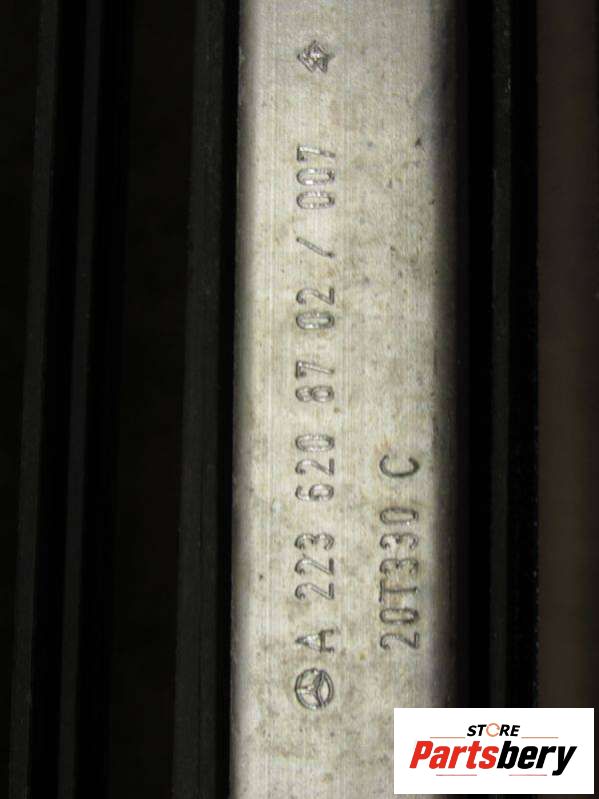 A 223 620 87 02 / 007
20T330 C
STORE
Partsbery